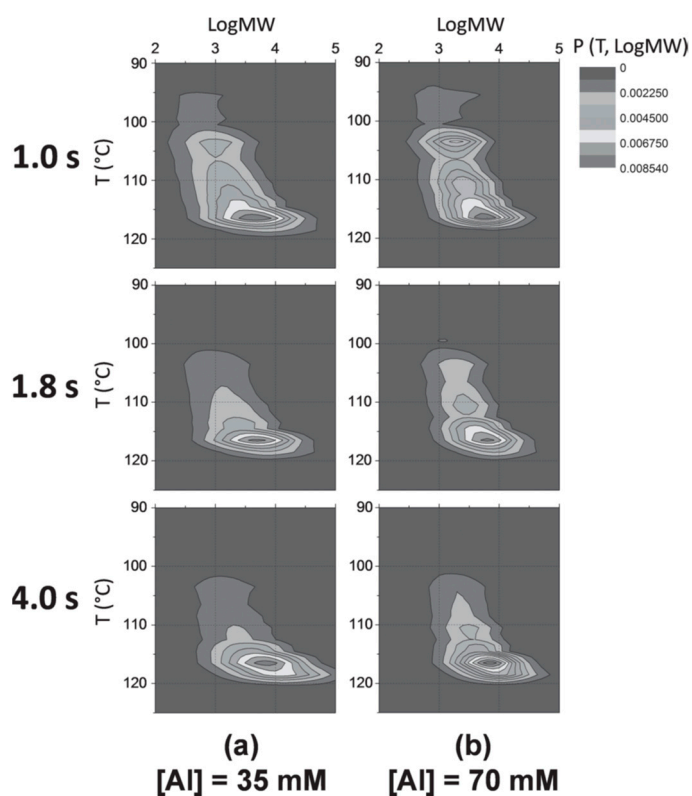 LogMW LogMW
2 3 4 5 2 3 4 5
P (T, LogMW)
0
0.002250
0.004500
0.006750
0.008540
1.0 s
T (°C)
90
100
110
120
90
100
110
120
1.8 s
T (°C)
90
100
110
120
90
100
110
120
4.0 s
T (°C)
90
100
110
120
90
100
110
120
(a) (b)
[Al] = 35 mM [Al] = 70 mM